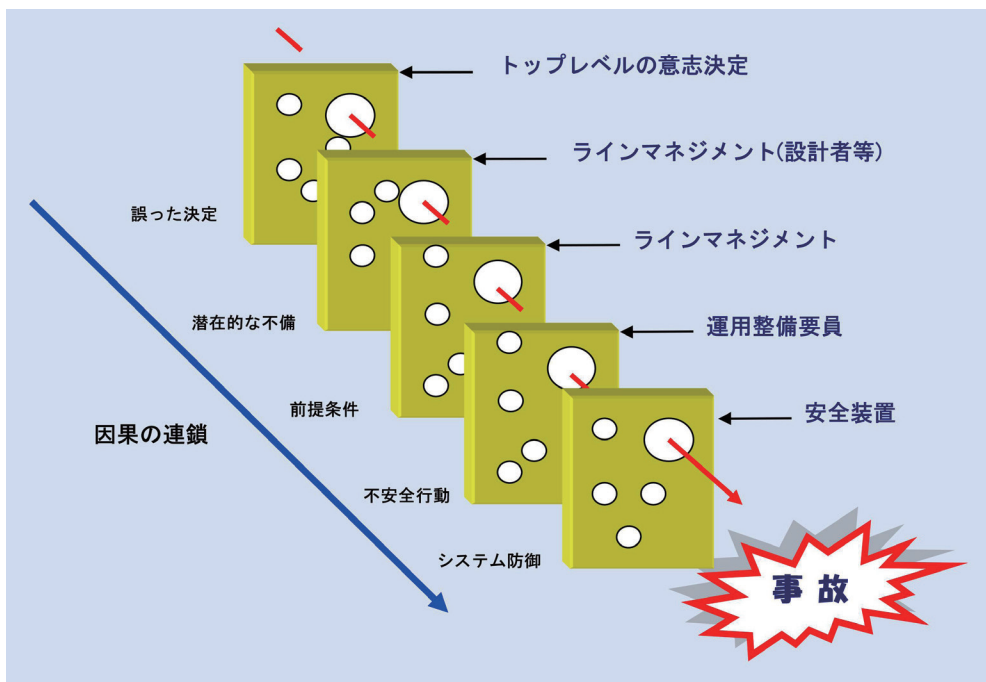 トップレベルの意志決定
ラインマネジメント(設計者等)
誤った決定
ラインマネジメント
潜在的な不備
運用整備要員
前提条件
安全装置
因果の連鎖
不安全行動
システム防御
事故